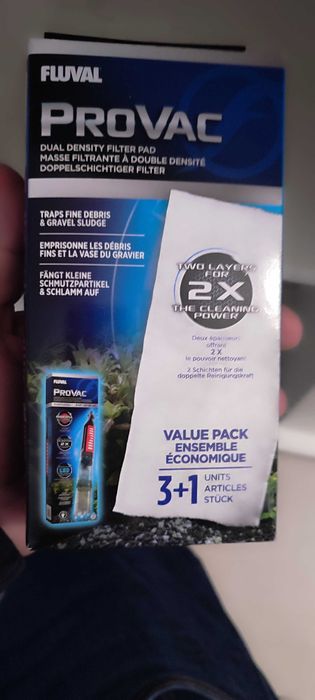 FLUVAL
PROVAC
DUAL DENSITY FILTER PAD
MASSE FILTRANTE À DOUBLE DENSITÉ
DOPPELSCHICHTIGER FILTER
TRAPS FINE DEBRIS
& GRAVEL SLUDGE
EMPRISONNE LES DÉBRIS
FINS ET LA VASE DU GRAVIER
FÄNGT KLEINE
SCHMUTZPARTIKEL
& SCHLAMM AUF
TWO LAYERS
FOR
2X
THE CLEANING
POWER
Deux épaisseurs
offrant
2 X
le pouvoir nettoyant
2 Schichten für die
doppelte Reinigungskraft
FLUVAL
PROVAC
2X
LED
VALUE PACK
ENSEMBLE
ÉCONOMIQUE
3+1
UNITS
ARTICLES
STÜCK